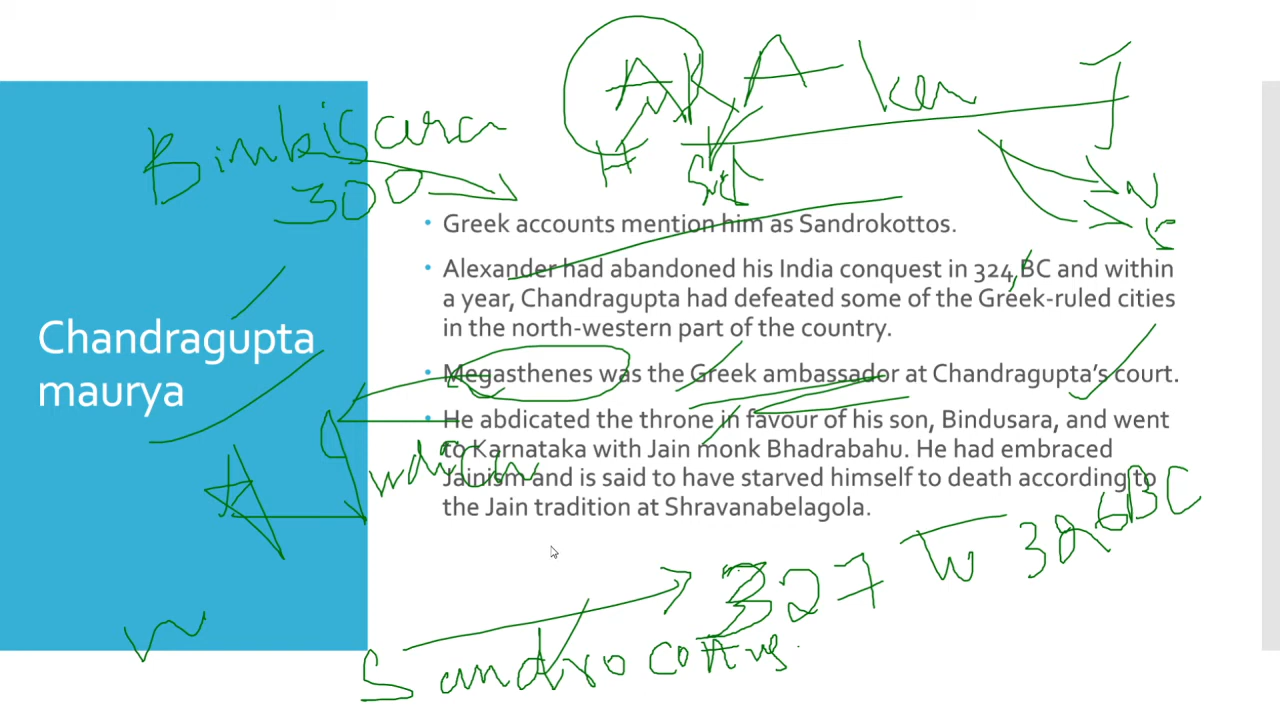 Bimbisara
300
Chandragupta
maurya
Greek accounts mention him as Sandrokottos.
Alexander had abandoned his India conquest in 324 BC and within
a year, Chandragupta had defeated some of the Greek-ruled cities
in the north-western part of the country.
Megasthenes was the Greek ambassador at Chandragupta's court.
He abdicated the throne in favour of his son, Bindusara, and went
to Karnataka with Jain monk Bhadrabahu. He had embraced
Jainism and is said to have starved himself to death according to
the Jain tradition at Shravanabelagola.
Indica
327 326BC
Sandrocottus